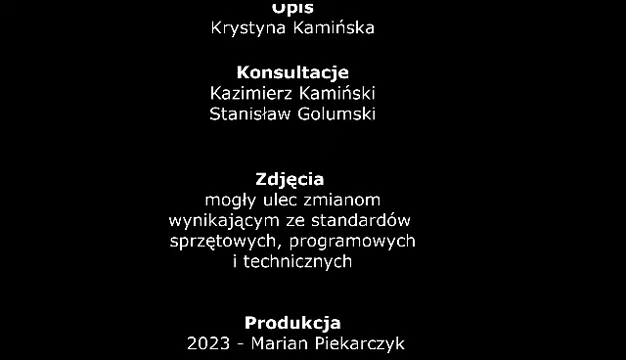 Opis
Krystyna Kamińska
Konsultacje
Kazimierz Kamiński
Stanisław Golumski
Zdjęcia
mogły ulec zmianom
wynikającym ze standardów
sprzętowych, programowych
i technicznych
Produkcja
2023 - Marian Piekarczyk